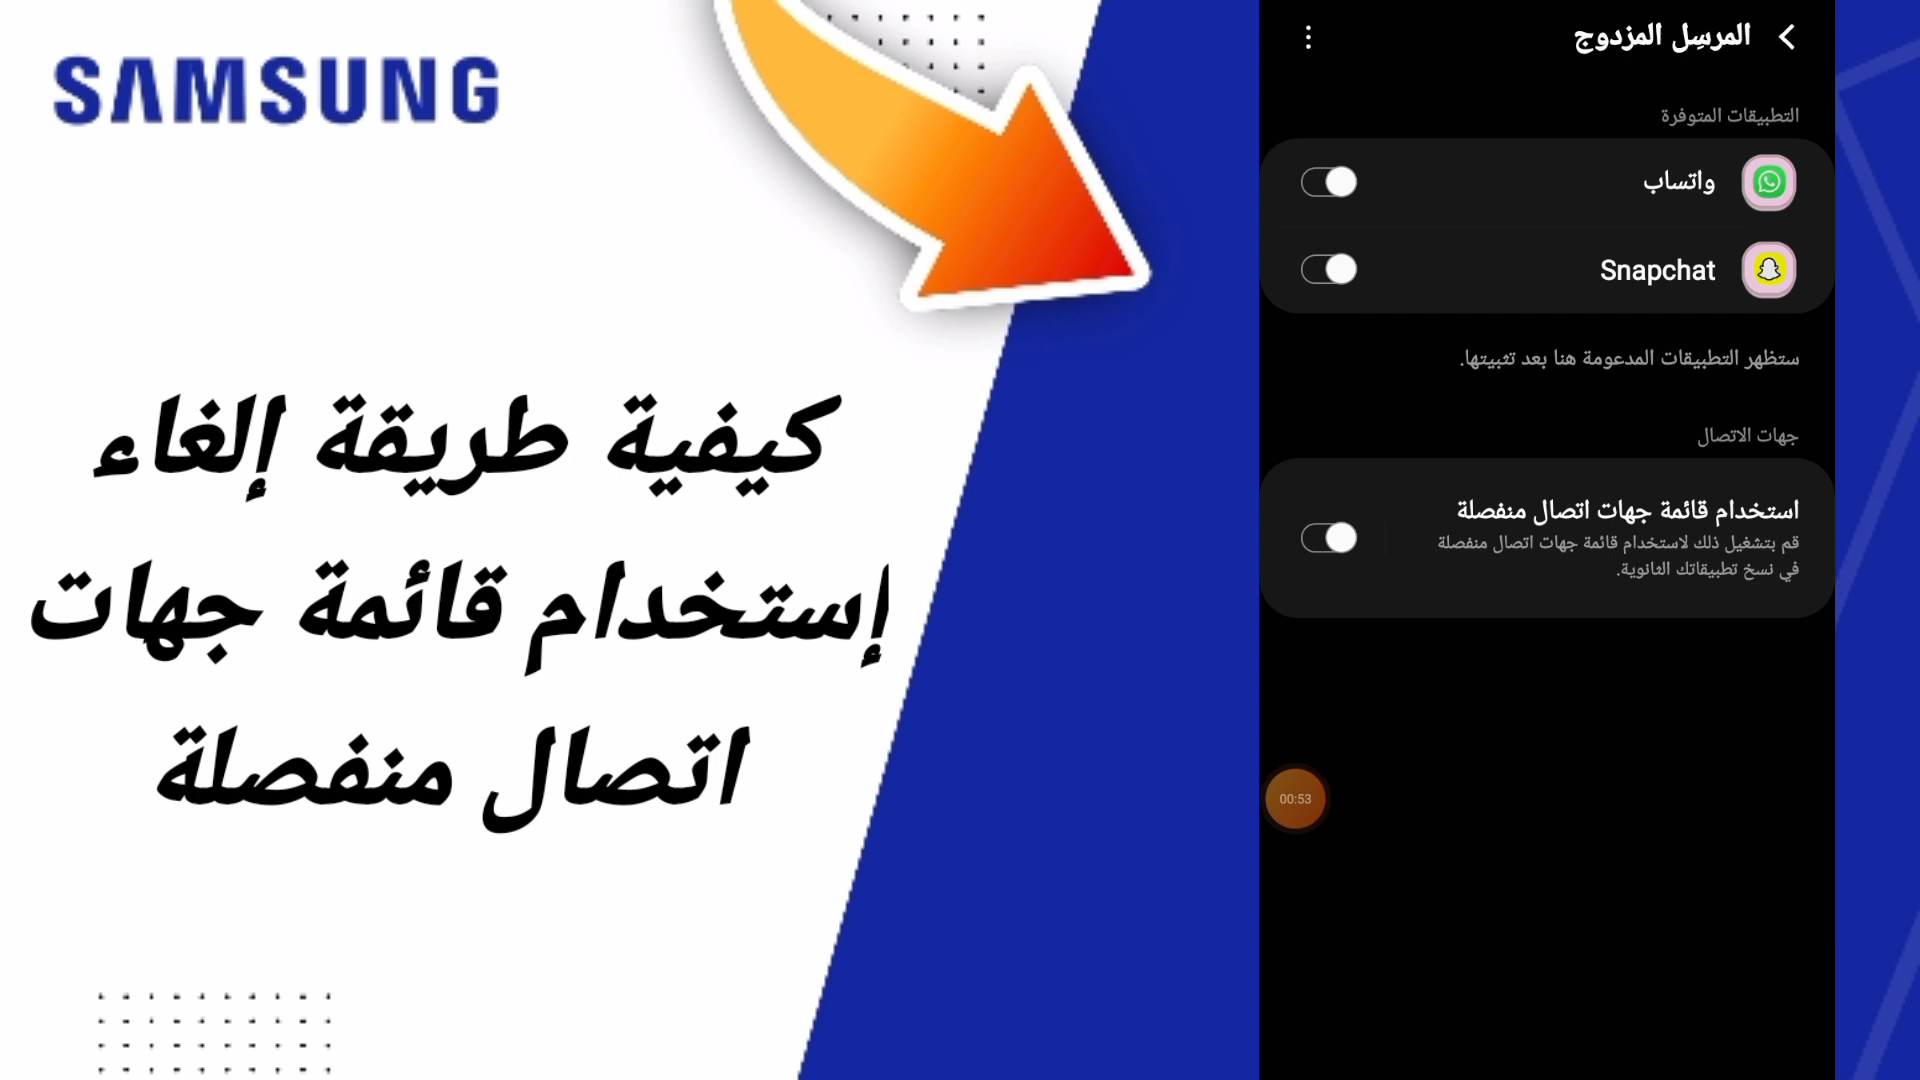 SAMSUNG
كيفية طريقة إلغاء
إستخدام قائمة جهات
اتصال منفصلة
المرسِل المزدوج
التطبيقات المتوفرة
واتساب
Snapchat
ستظهر التطبيقات المدعومة هنا بعد تثبيتها.
جهات الاتصال
استخدام قائمة جهات اتصال منفصلة
قم بتشغيل ذلك لاستخدام قائمة جهات اتصال منفصلة
في نسخ تطبيقاتك الثانوية.
00:53